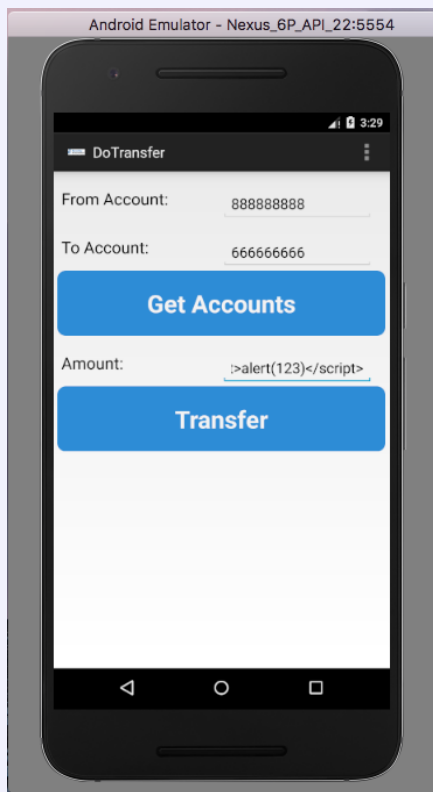 Android Emulator - Nexus_6P_API_22:5554
3:29
DoTransfer
From Account:
888888888
To Account:
666666666
Get Accounts
Amount:
:>alert(123)</script>
Transfer